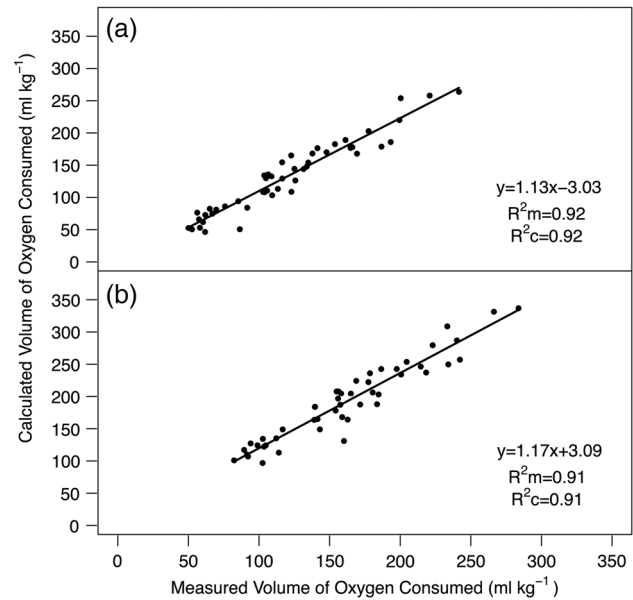 (a)
350
300
250
200
150
100
50
0
y=1.13x−3.03
R²m=0.92
R²c=0.92
(b)
350
300
250
200
150
100
50
0
y=1.17x+3.09
R²m=0.91
R²c=0.91
Calculated Volume of Oxygen Consumed (ml kg⁻¹)
0 50 100 150 200 250 300 350
Measured Volume of Oxygen Consumed (ml kg⁻¹)